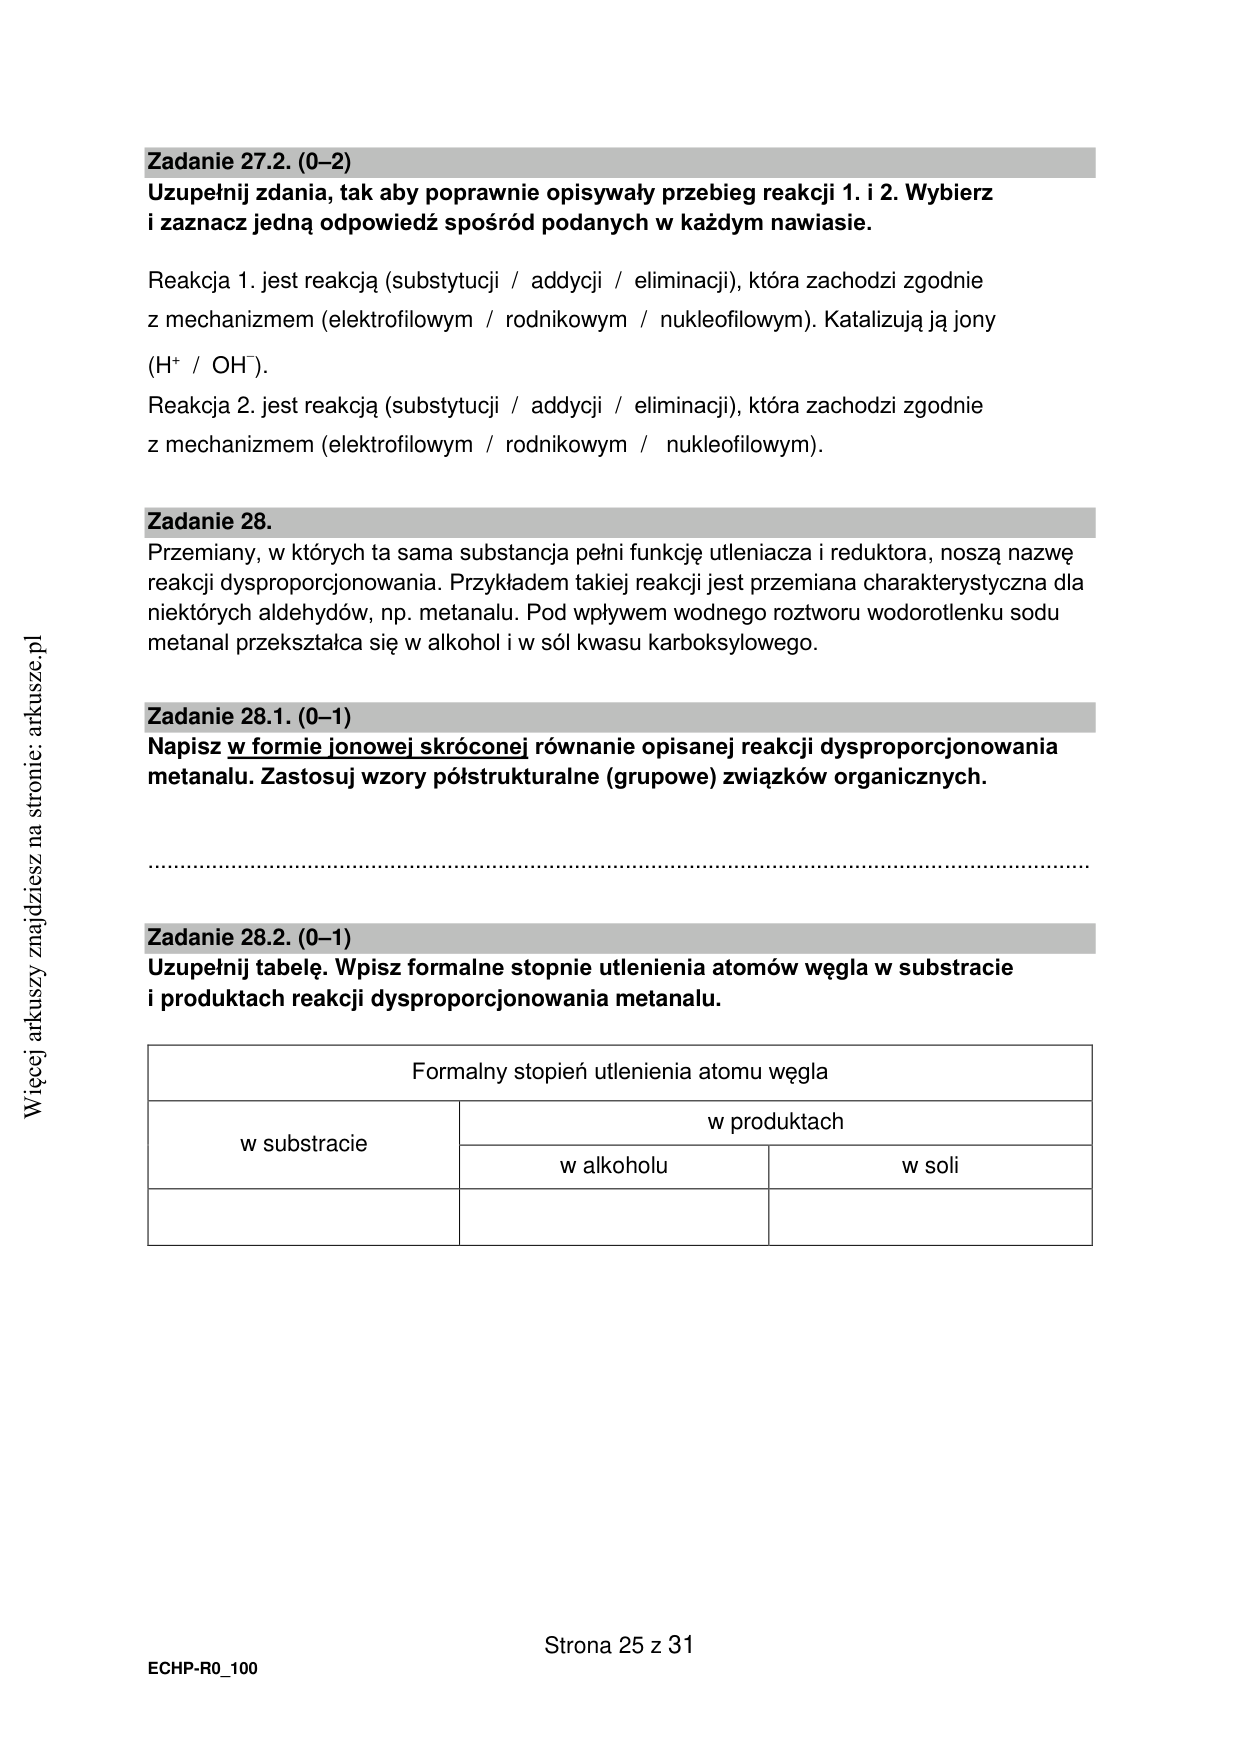 Zadanie 27.2. (0–2)
Uzupełnij zdania, tak aby poprawnie opisywały przebieg reakcji 1. i 2. Wybierz
i zaznacz jedną odpowiedź spośród podanych w każdym nawiasie.
Reakcja 1. jest reakcją (substytucji / addycji / eliminacji), która zachodzi zgodnie
z mechanizmem (elektrofilowym / rodnikowym / nukleofilowym). Katalizują ją jony
(H⁺ / OH⁻).
Reakcja 2. jest reakcją (substytucji / addycji / eliminacji), która zachodzi zgodnie
z mechanizmem (elektrofilowym / rodnikowym / nukleofilowym).
Zadanie 28.
Przemiany, w których ta sama substancja pełni funkcję utleniacza i reduktora, noszą nazwę
reakcji dysproporcjonowania. Przykładem takiej reakcji jest przemiana charakterystyczna dla
niektórych aldehydów, np. metanalu. Pod wpływem wodnego roztworu wodorotlenku sodu
metanal przekształca się w alkohol i w sól kwasu karboksylowego.
Zadanie 28.1. (0–1)
Napisz w formie jonowej skróconej równanie opisanej reakcji dysproporcjonowania
metanalu. Zastosuj wzory półstrukturalne (grupowe) związków organicznych.
....................................................................................................................................................
Zadanie 28.2. (0–1)
Uzupełnij tabelę. Wpisz formalne stopnie utlenienia atomów węgla w substracie
i produktach reakcji dysproporcjonowania metanalu.
Formalny stopień utlenienia atomu węgla
w substracie
w produktach
w alkoholu
w soli
Strona 25 z 31
ECHP-R0_100
Więcej arkuszy znajdziesz na stronie: arkusze.pl